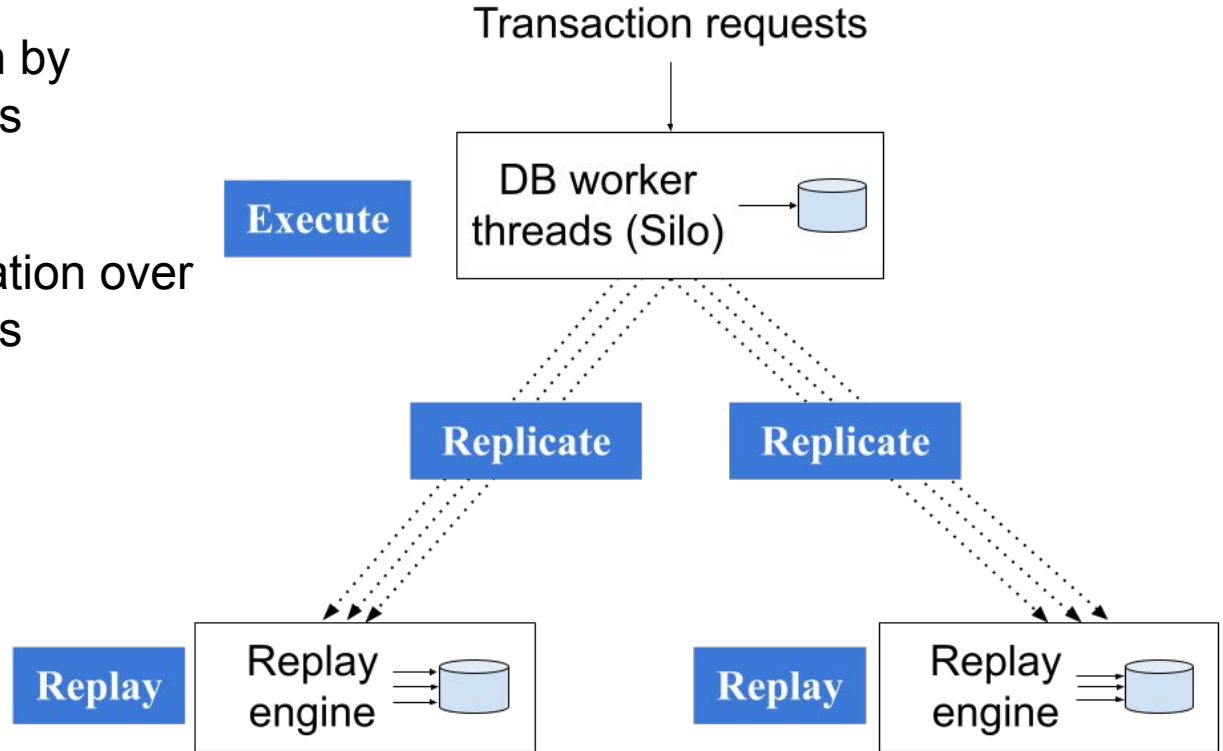 Transaction requests
n by
s
DB worker
threads (Silo)
Execute
ation over
s
Replicate
Replicate
Replay
Replay
engine
Replay
Replay
engine